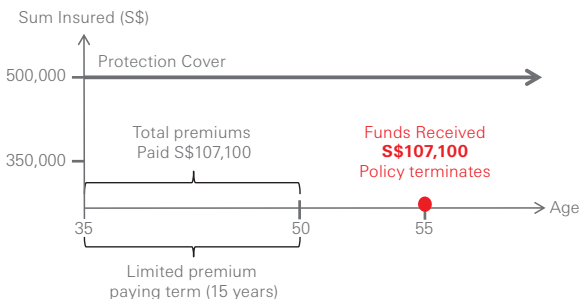 Sum Insured (S$)
Protection Cover
500,000
Total premiums
Paid S$107,100
Funds Received
S$107,100
Policy terminates
350,000
Age
35
50
55
Limited premium
paying term (15 years)